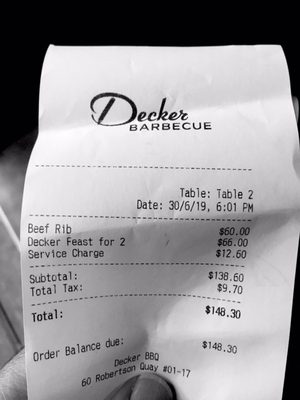 Decker
BARBECUE
Table: Table 2
Date: 30/6/19, 6:01 PM
Beef Rib $60.00
Decker Feast for 2 $66.00
Service Charge $12.60
Subtotal: $138.60
Total Tax: $9.70
Total: $148.30
Order Balance due: $148.30
Decker BBQ
60 Robertson Quay #01-17